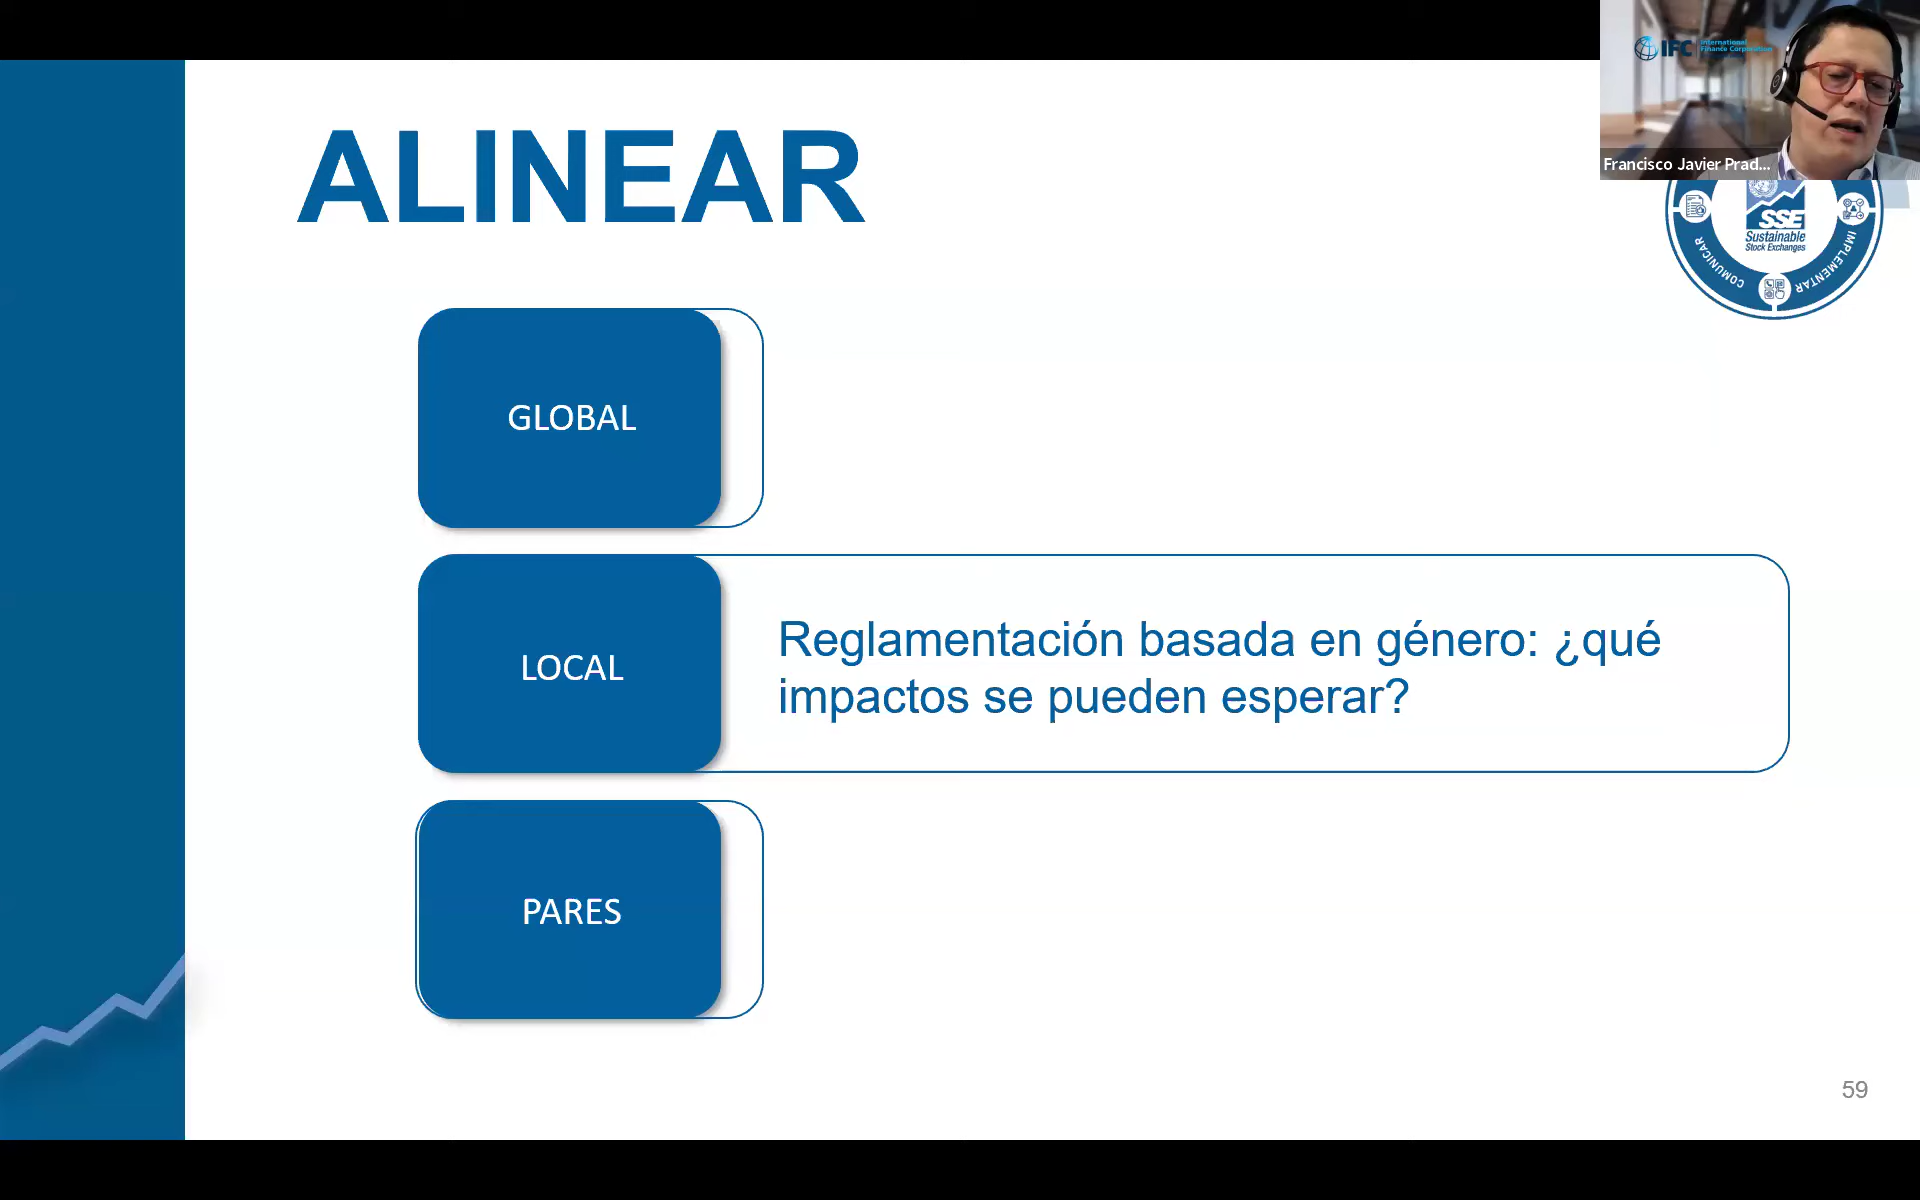 IFC
International
Finance Corporation
Francisco Javier Prad...
ALINEAR
SSE
Sustainable
Stock Exchanges
COMUNICAR
IMPLEMENTAR
GLOBAL
LOCAL
Reglamentación basada en género: ¿qué
impactos se pueden esperar?
PARES
59